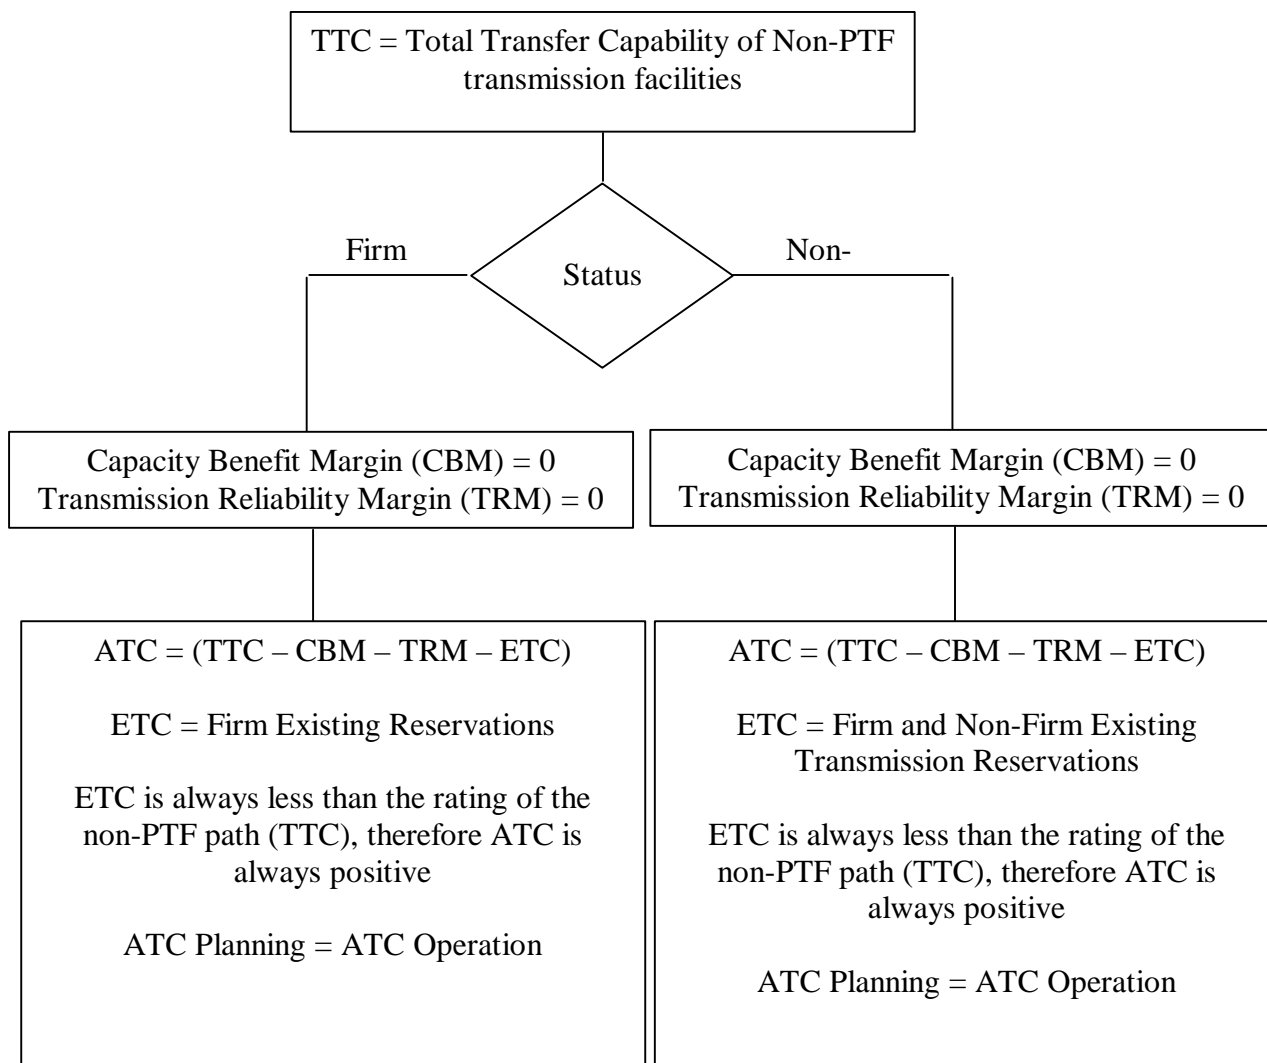 TTC = Total Transfer Capability of Non-PTF
transmission facilities
Firm
Non-
Status
Capacity Benefit Margin (CBM) = 0
Transmission Reliability Margin (TRM) = 0
Capacity Benefit Margin (CBM) = 0
Transmission Reliability Margin (TRM) = 0
ATC = (TTC – CBM – TRM – ETC)
ETC = Firm Existing Reservations
ETC is always less than the rating of the
non-PTF path (TTC), therefore ATC is
always positive
ATC Planning = ATC Operation
ATC = (TTC – CBM – TRM – ETC)
ETC = Firm and Non-Firm Existing
Transmission Reservations
ETC is always less than the rating of the
non-PTF path (TTC), therefore ATC is
always positive
ATC Planning = ATC Operation